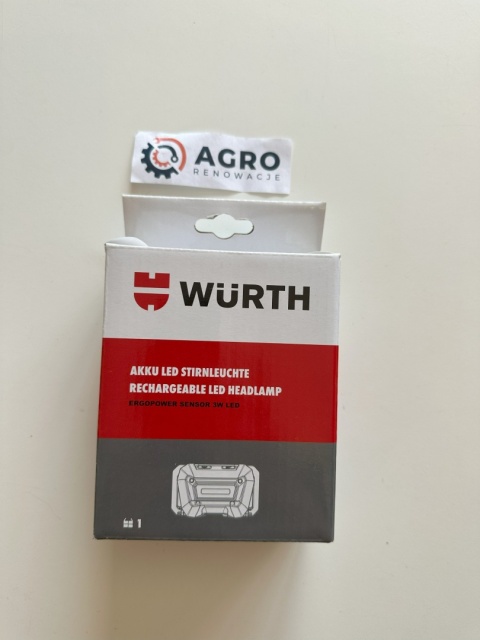 AGRO
RENOWACJE
WÜRTH
AKKU LED STIRNLEUCHTE
RECHARGEABLE LED HEADLAMP
ERGOPOWER SENSOR 3W LED
1